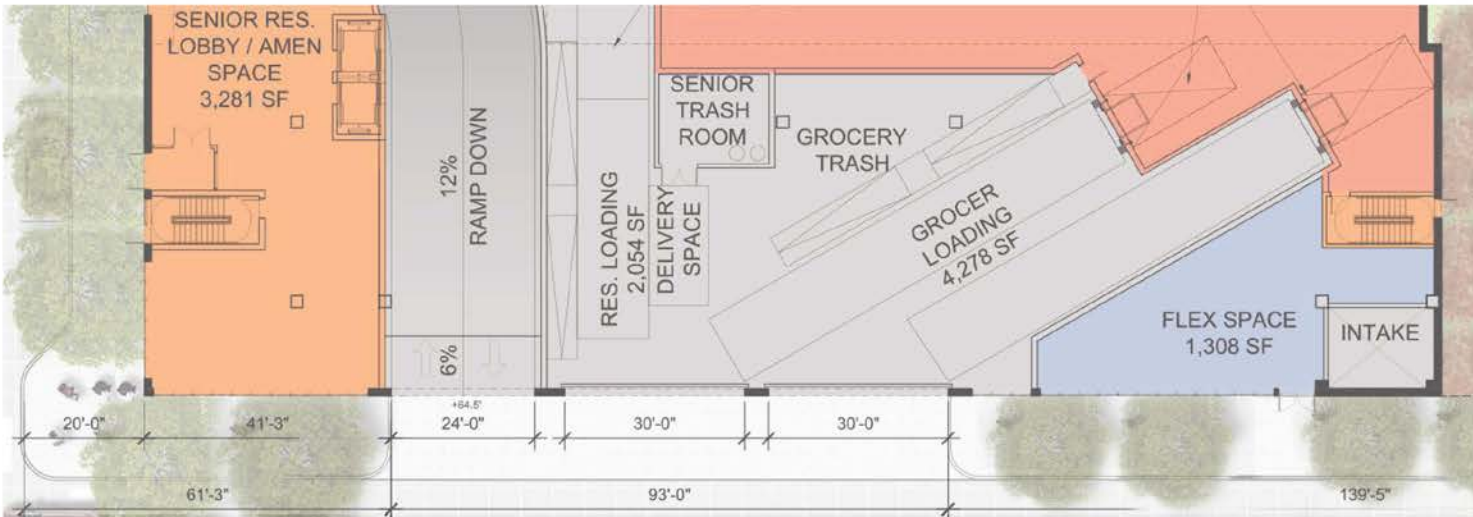 SENIOR RES.
LOBBY / AMEN
SPACE
3,281 SF
12%
RAMP DOWN
6%
RES. LOADING
2,054 SF
DELIVERY
SPACE
SENIOR
TRASH
ROOM
GROCERY
TRASH
GROCER
LOADING
4,278 SF
FLEX SPACE
1,308 SF
INTAKE
+64.5'
20'-0"
41'-3"
24'-0"
30'-0"
30'-0"
61'-3"
93'-0"
139'-5"